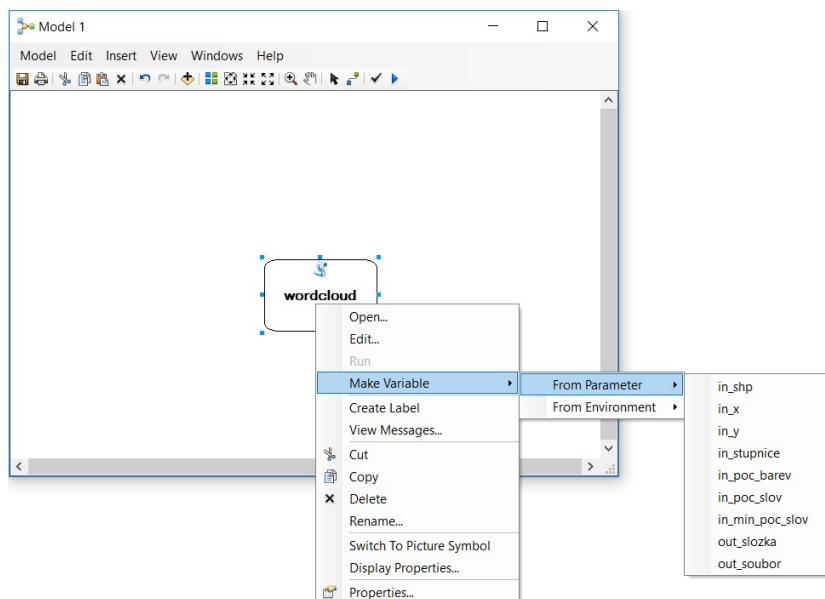 Model 1
Model Edit Insert View Windows Help
wordcloud
Open...
Edit...
Run
Make Variable
Create Label
View Messages...
Cut
Copy
Delete
Rename...
Switch To Picture Symbol
Display Properties...
Properties...
From Parameter
From Environment
in_shp
in_x
in_y
in_stupnice
in_poc_barev
in_poc_slov
in_min_poc_slov
out_slozka
out_soubor